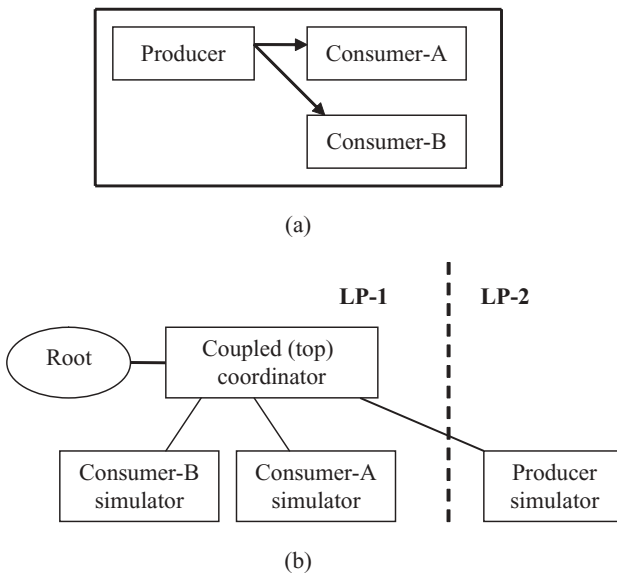 Producer
Consumer-A
Consumer-B
(a)
LP-1
LP-2
Root
Coupled (top)
coordinator
Consumer-B
simulator
Consumer-A
simulator
Producer
simulator
(b)